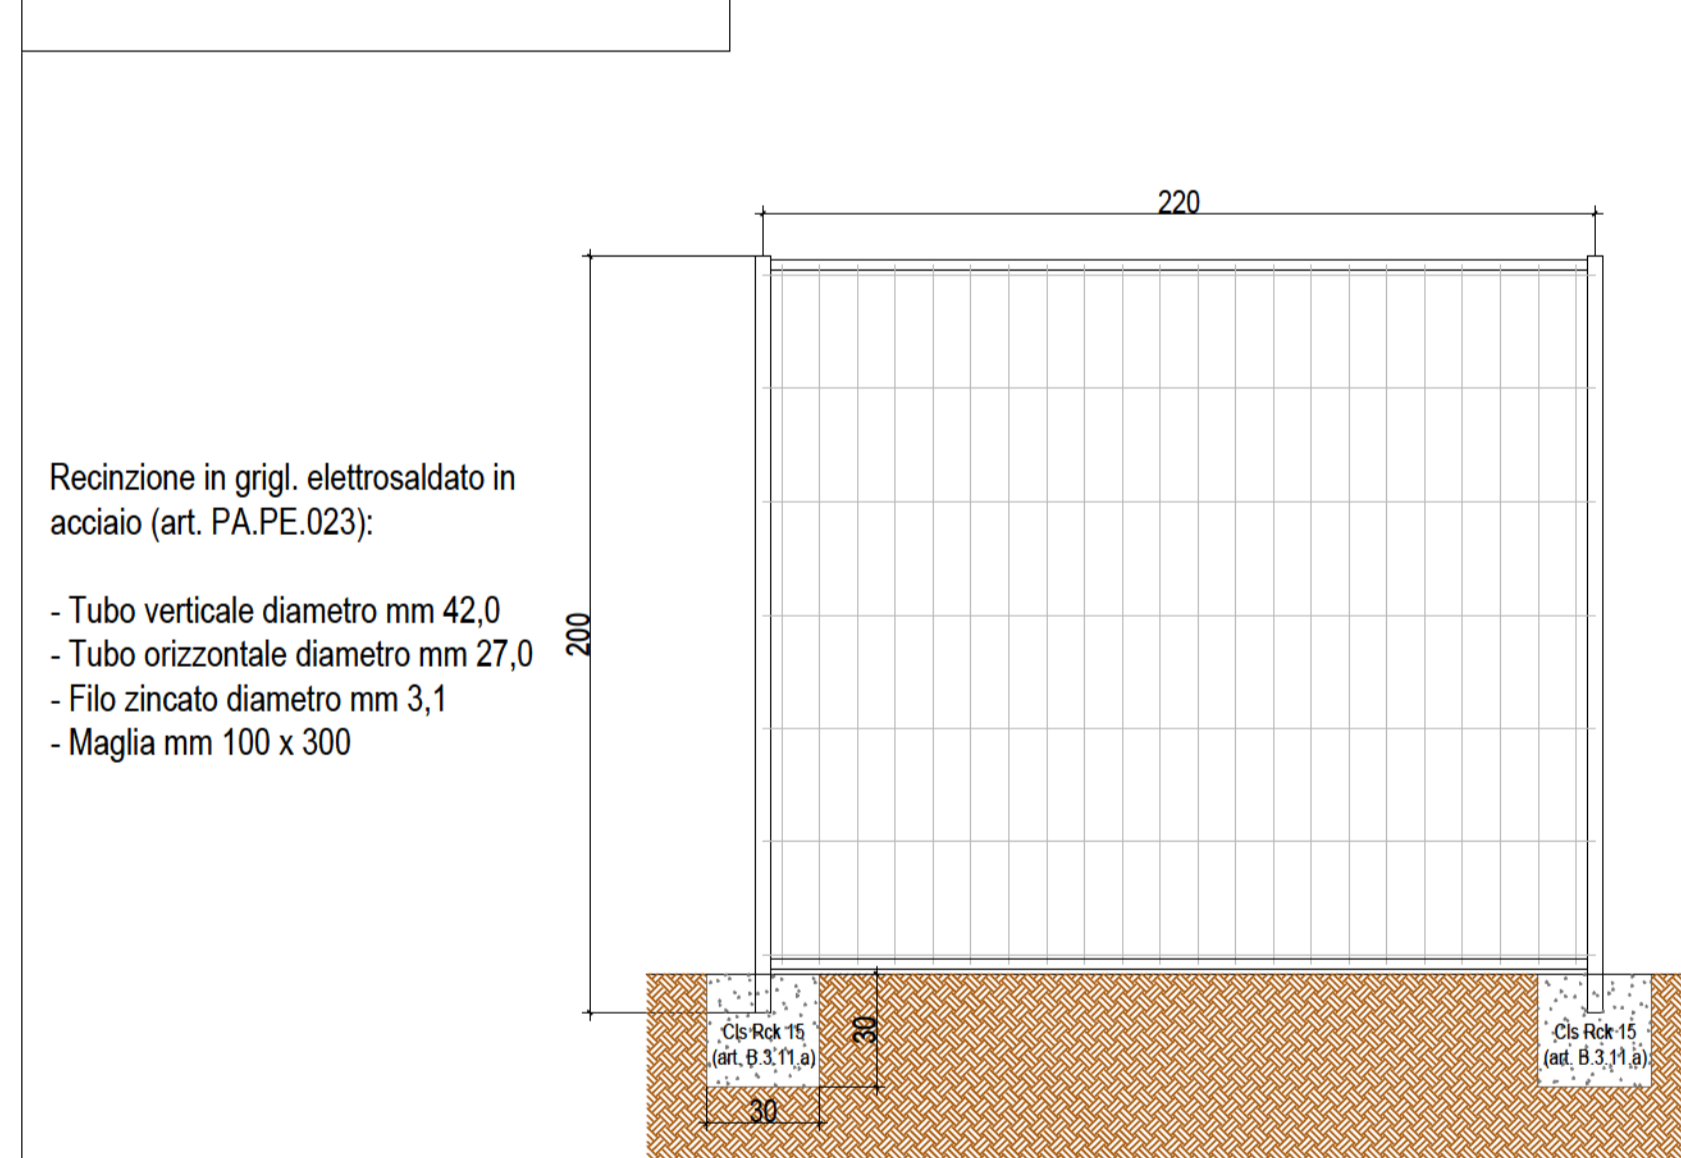 220
Recinzione in grigl. elettrosaldato in
acciaio (art. PA.PE.023):
- Tubo verticale diametro mm 42,0
- Tubo orizzontale diametro mm 27,0
- Filo zincato diametro mm 3,1
- Maglia mm 100 x 300
200
Cls Rck 15
(art. B.3.11.a)
30
30
Cls Rck 15
(art. B.3.11.a)